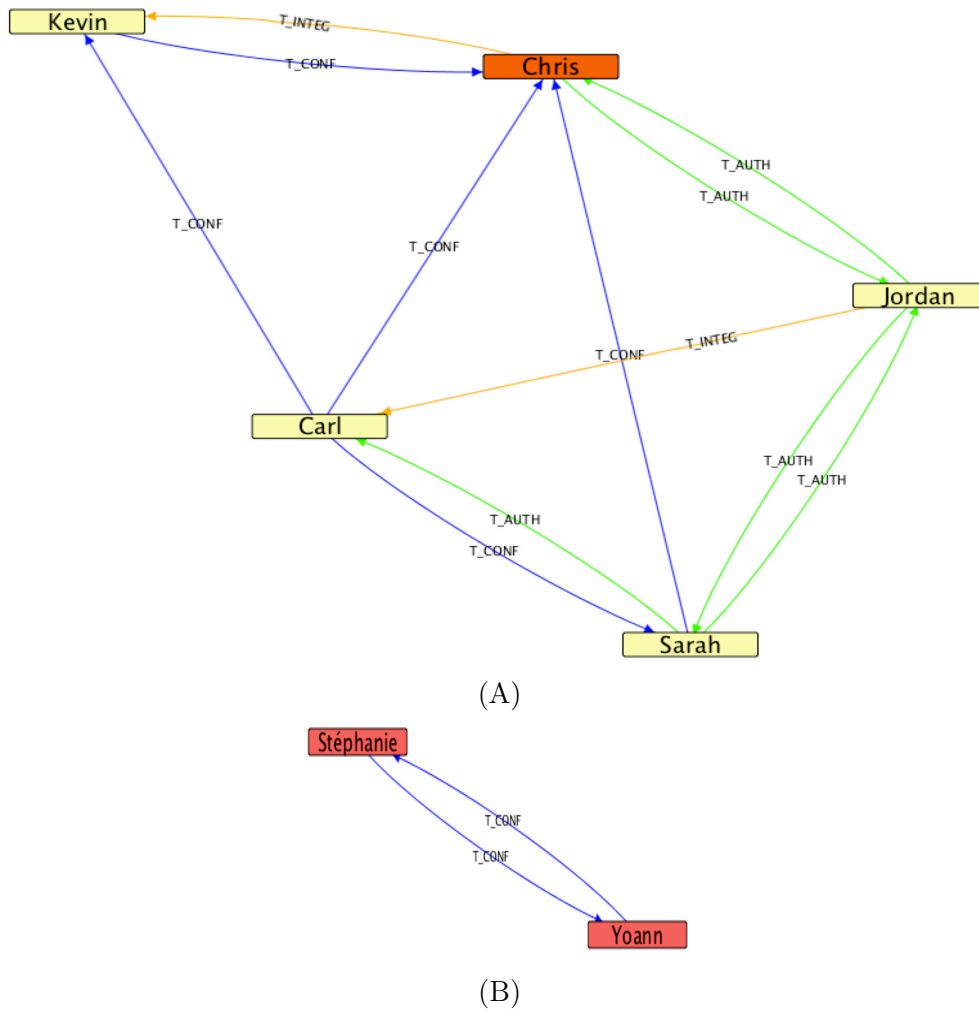 Kevin
T_INTEG
T_CONF
Chris
T_AUTH
T_AUTH
T_CONF
T_CONF
Jordan
T_INTEG
T_CONF
Carl
T_AUTH
T_AUTH
T_AUTH
T_CONF
Sarah
(A)
Stéphanie
T_CONF
T_CONF
Yoann
(B)